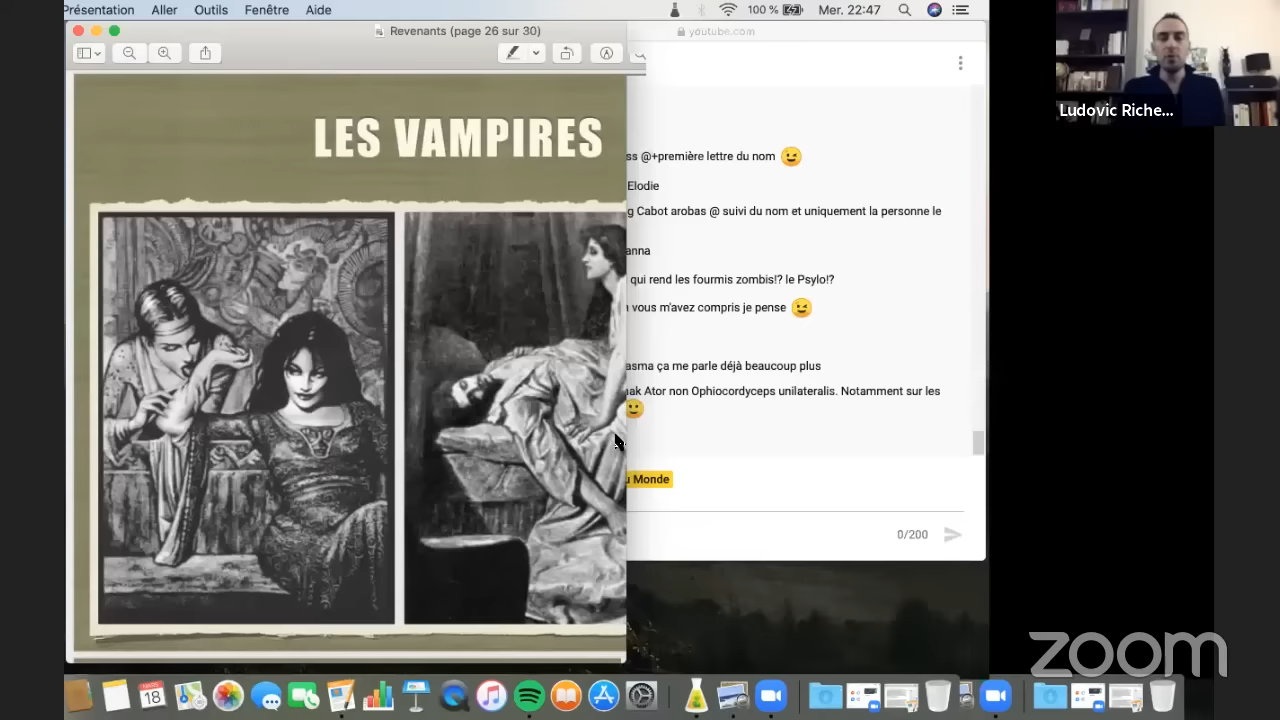 Présentation Aller Outils Fenêtre Aide 100 % Mer. 22:47
Revenants (page 26 sur 30)
youtube.com
LES VAMPIRES
ss @+première lettre du nom
Elodie
g Cabot arobas @ suivi du nom et uniquement la personne le
anna
qui rend les fourmis zombis!? le Psylo!?
vous m'avez compris je pense
asma ça me parle déjà beaucoup plus
ak Ator non Ophiocordyceps unilateralis. Notamment sur les
u Monde
0/200
18
Ludovic Riche...
zoom